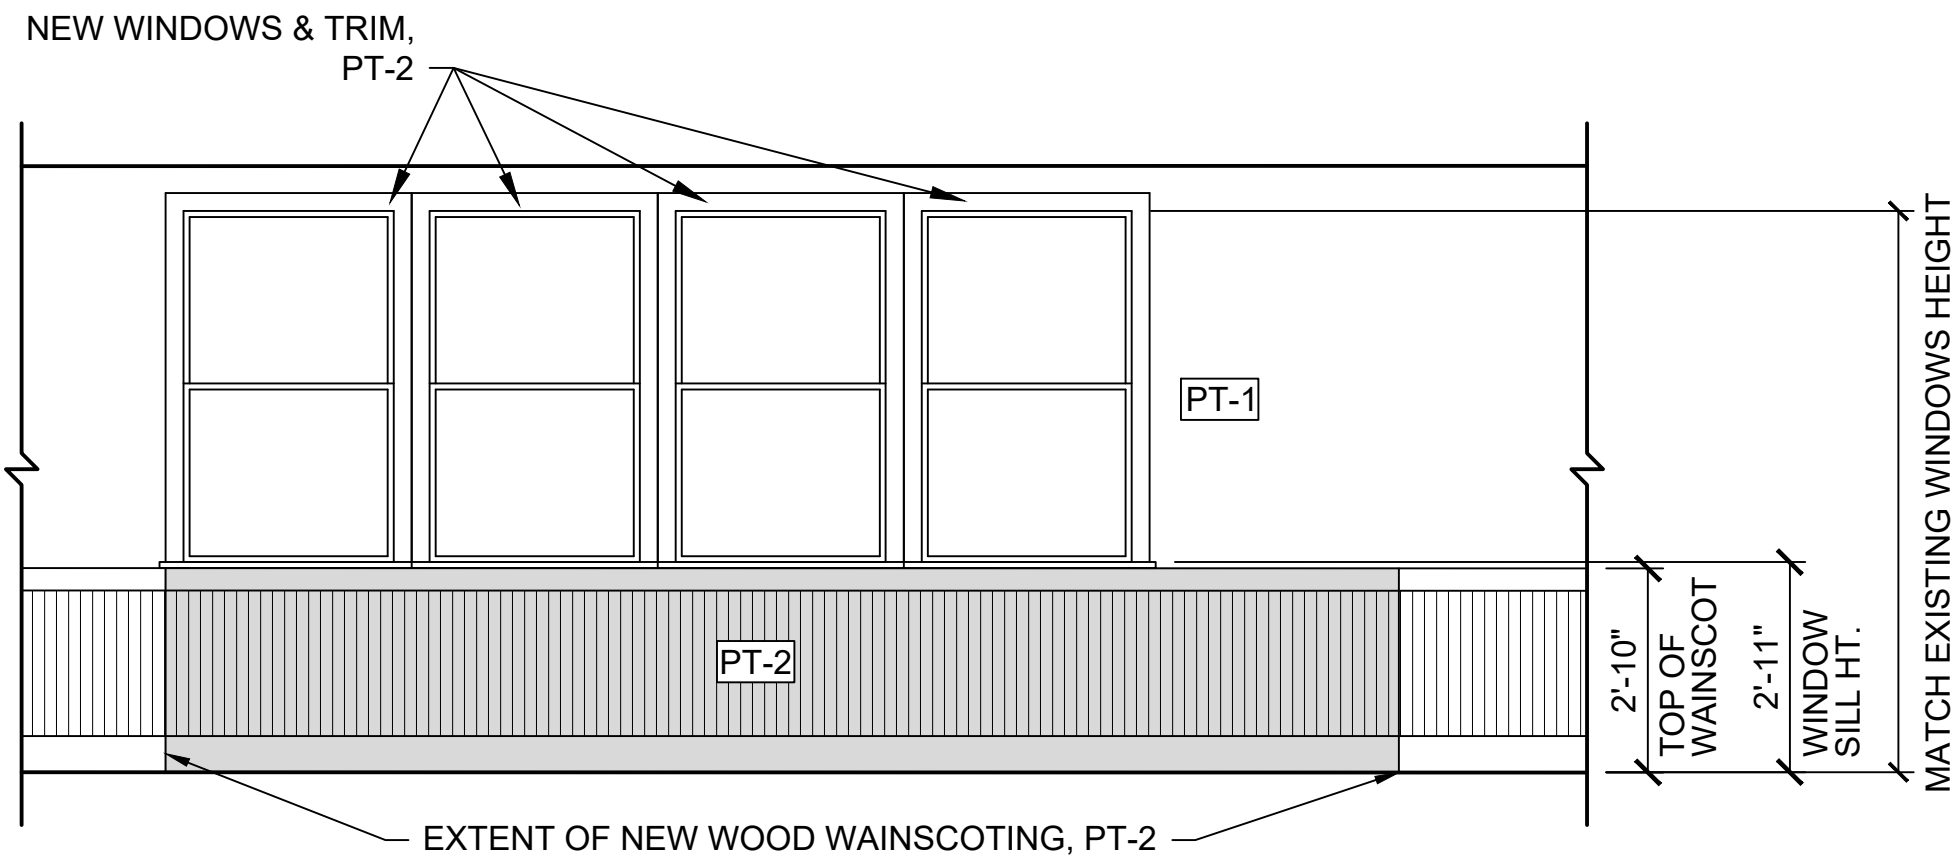 NEW WINDOWS & TRIM,
PT-2
PT-1
PT-2
EXTENT OF NEW WOOD WAINSCOTING, PT-2
2'-10"
TOP OF
WAINSCOT
2'-11"
WINDOW
SILL HT.
MATCH EXISTING WINDOWS HEIGHT